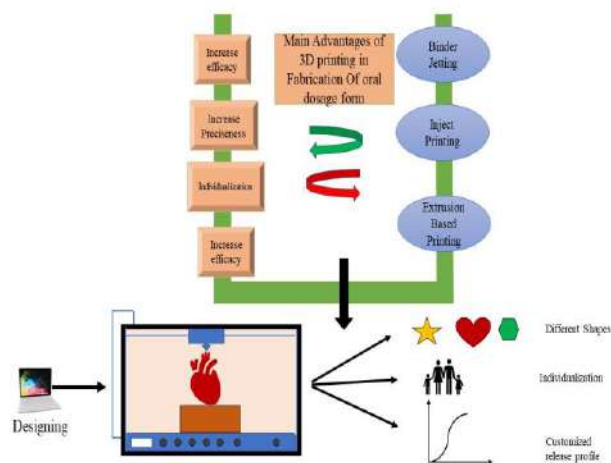 Main Advantages of
3D printing in
Fabrication Of oral
dosage form
Increase
efficacy
Increase
Preciseness
Individualization
Increase
efficacy
Binder
Jetting
Inject
Printing
Extrusion
Based
Printing
Designing
Different Shapes
Individualization
Customized
release profile